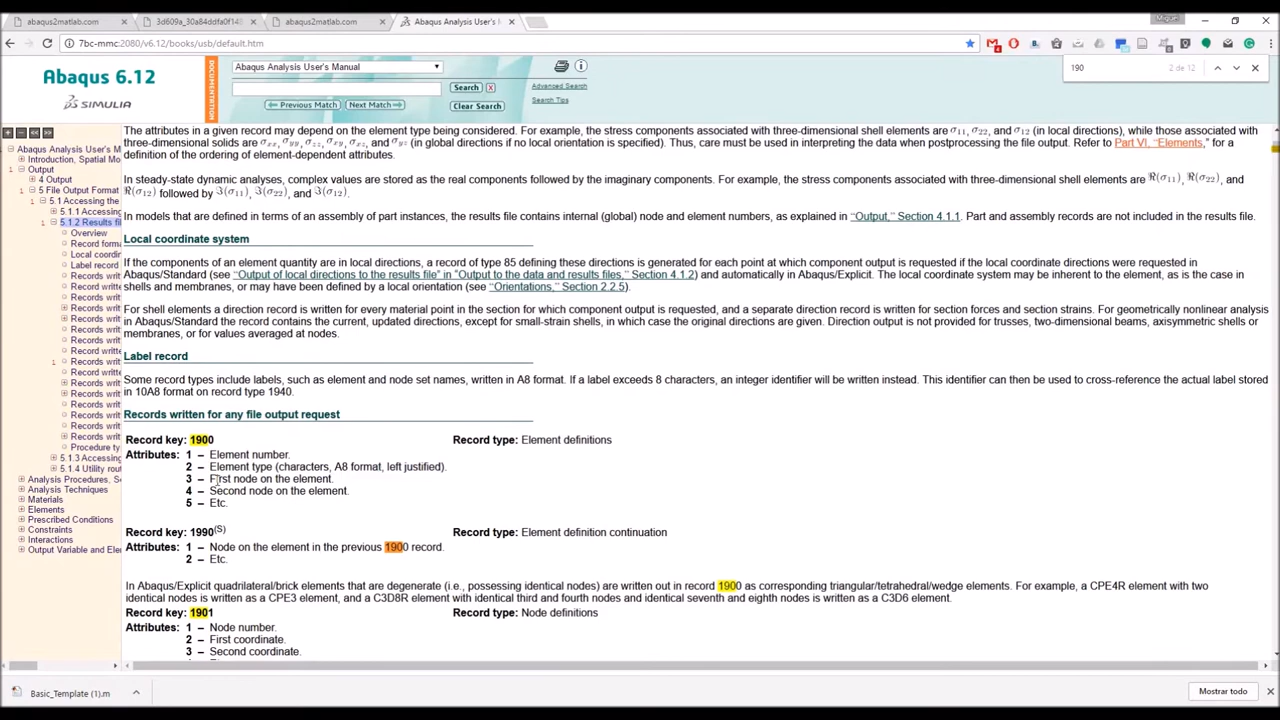 Miguel
abaqus2matlab.com
3d609a_30a84ddfa0f148
abaqus2matlab.com
Abaqus Analysis User's M
7bc-mmc:2080/v6.12/books/usb/default.htm
190
2 de 12
Abaqus 6.12
SIMULIA
DOCUMENTATION
Abaqus Analysis User's Manual
Search
Advanced Search
Search Tips
Previous Match
Next Match
Clear Search
Abaqus Analysis User's M
Introduction, Spatial Mo
Output
4 Output
5 File Output Format
5.1 Accessing the
5.1.1 Accessing
1 5.1.2 Results fi
Overview
Record forma
Local coordin
Label record
Records writt
Record writte
Records writt
Records writt
Records writt
Records writt
Record writte
1 Records writt
Record writte
Records writt
Records writt
Records writt
Records writt
Records writt
Procedure typ
5.1.3 Accessing
5.1.4 Utility rout
Analysis Procedures, S
Analysis Techniques
Materials
Elements
Prescribed Conditions
Constraints
Interactions
Output Variable and Ele
The attributes in a given record may depend on the element type being considered. For example, the stress components associated with three-dimensional shell elements are σ11, σ22, and σ12 (in local directions), while those associated with
three-dimensional solids are σxx, σyy, σzz, σxy, σxz, and σyz (in global directions if no local orientation is specified). Thus, care must be used in interpreting the data when postprocessing the file output. Refer to Part VI, “Elements,” for a
definition of the ordering of element-dependent attributes.
In steady-state dynamic analyses, complex values are stored as the real components followed by the imaginary components. For example, the stress components associated with three-dimensional shell elements are ℜ(σ11), ℜ(σ22), and
ℜ(σ12) followed by ℑ(σ11), ℑ(σ22), and ℑ(σ12).
In models that are defined in terms of an assembly of part instances, the results file contains internal (global) node and element numbers, as explained in “Output,” Section 4.1.1. Part and assembly records are not included in the results file.
Local coordinate system
If the components of an element quantity are in local directions, a record of type 85 defining these directions is generated for each point at which component output is requested if the local coordinate directions were requested in
Abaqus/Standard (see “Output of local directions to the results file” in “Output to the data and results files,” Section 4.1.2) and automatically in Abaqus/Explicit. The local coordinate system may be inherent to the element, as is the case in
shells and membranes, or may have been defined by a local orientation (see “Orientations,” Section 2.2.5).
For shell elements a direction record is written for every material point in the section for which component output is requested, and a separate direction record is written for section forces and section strains. For geometrically nonlinear analysis
in Abaqus/Standard the record contains the current, updated directions, except for small-strain shells, in which case the original directions are given. Direction output is not provided for trusses, two-dimensional beams, axisymmetric shells or
membranes, or for values averaged at nodes.
Label record
Some record types include labels, such as element and node set names, written in A8 format. If a label exceeds 8 characters, an integer identifier will be written instead. This identifier can then be used to cross-reference the actual label stored
in 10A8 format on record type 1940.
Records written for any file output request
Record key: 1900 Record type: Element definitions
Attributes: 1 – Element number.
2 – Element type (characters, A8 format, left justified).
3 – First node on the element.
4 – Second node on the element.
5 – Etc.
Record key: 1990(S) Record type: Element definition continuation
Attributes: 1 – Node on the element in the previous 1900 record.
2 – Etc.
In Abaqus/Explicit quadrilateral/brick elements that are degenerate (i.e., possessing identical nodes) are written out in record 1900 as corresponding triangular/tetrahedral/wedge elements. For example, a CPE4R element with two
identical nodes is written as a CPE3 element, and a C3D8R element with identical third and fourth nodes and identical seventh and eighth nodes is written as a C3D6 element.
Record key: 1901 Record type: Node definitions
Attributes: 1 – Node number.
2 – First coordinate.
3 – Second coordinate.
Basic_Template (1).m
Mostrar todo